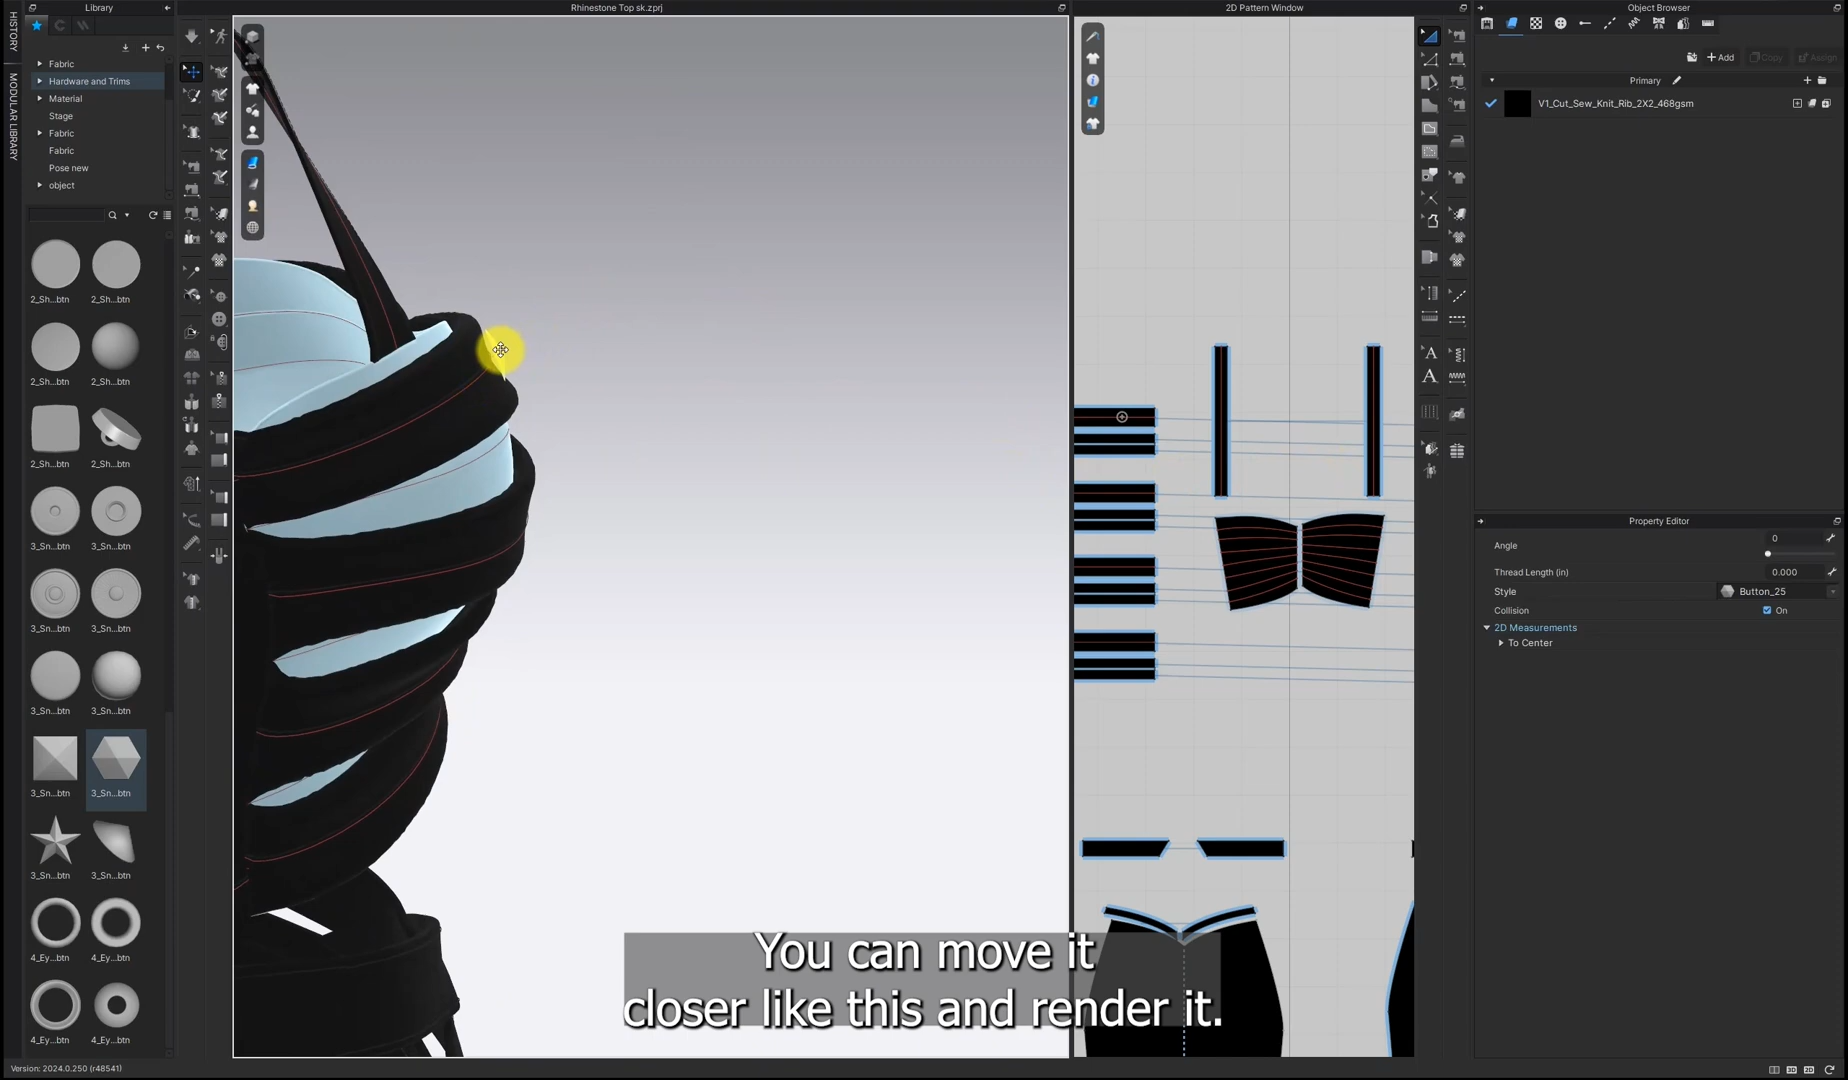 HISTORY
MODULAR LIBRARY
Library
Rhinestone Top sk.zprj
2D Pattern Window
Object Browser
Fabric
Hardware and Trims
Material
Stage
Fabric
Fabric
Pose new
object
Add
Copy
Assign
Primary
V1_Cut_Sew_Knit_Rib_2X2_468gsm
2_Sh...btn
2_Sh...btn
2_Sh...btn
2_Sh...btn
2_Sh...btn
2_Sh...btn
3_Sn...btn
3_Sn...btn
3_Sn...btn
3_Sn...btn
3_Sn...btn
3_Sn...btn
3_Sn...btn
3_Sn...btn
3_Sn...btn
3_Sn...btn
4_Ey...btn
4_Ey...btn
4_Ey...btn
4_Ey...btn
A
A
Property Editor
Angle
0
Thread Length (in)
0.000
Style
Button_25
Collision
On
2D Measurements
To Center
You can move it
closer like this and render it.
Version: 2024.0.250 (r48541)
3D
2D